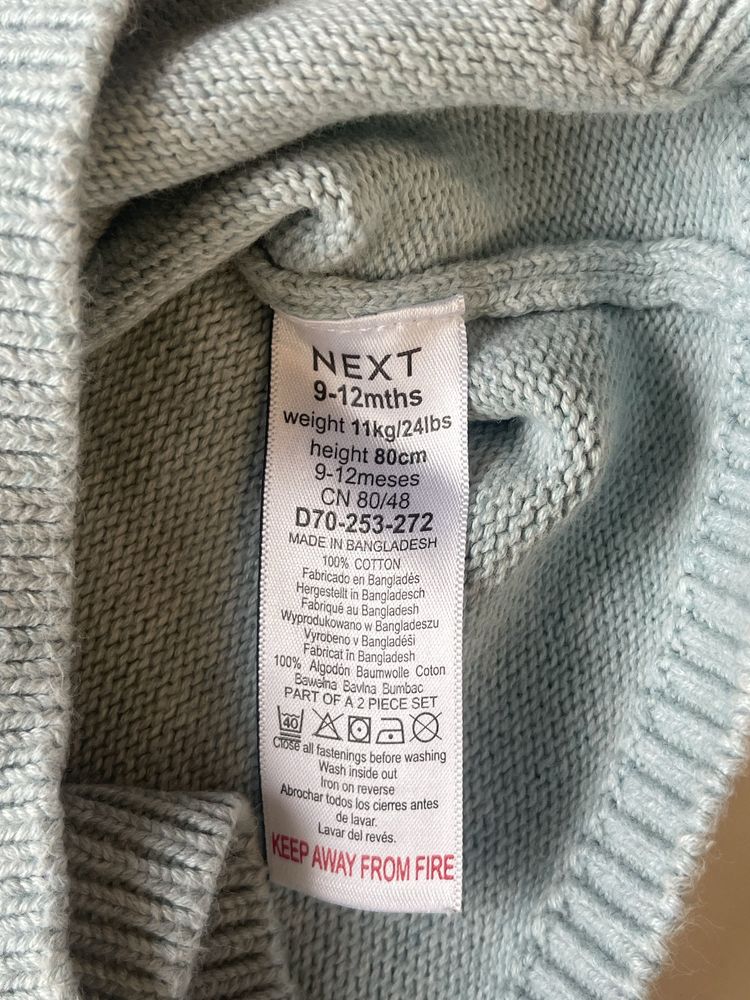 NEXT
9-12mths
weight 11kg/24lbs
height 80cm
9-12meses
CN 80/48
D70-253-272
MADE IN BANGLADESH
100% COTTON
Fabricado en Bangladés
Hergestellt in Bangladesch
Fabriqué au Bangladesh
Wyprodukowano w Bangladeszu
Vyrobeno v Bangladéši
Fabricat în Bangladesh
100% Algodón Baumwolle Coton
Bawełna Bavlna Bumbac
PART OF A 2 PIECE SET
40
Close all fastenings before washing
Wash inside out
Iron on reverse
Abrochar todos los cierres antes
de lavar.
Lavar del revés.
KEEP AWAY FROM FIRE